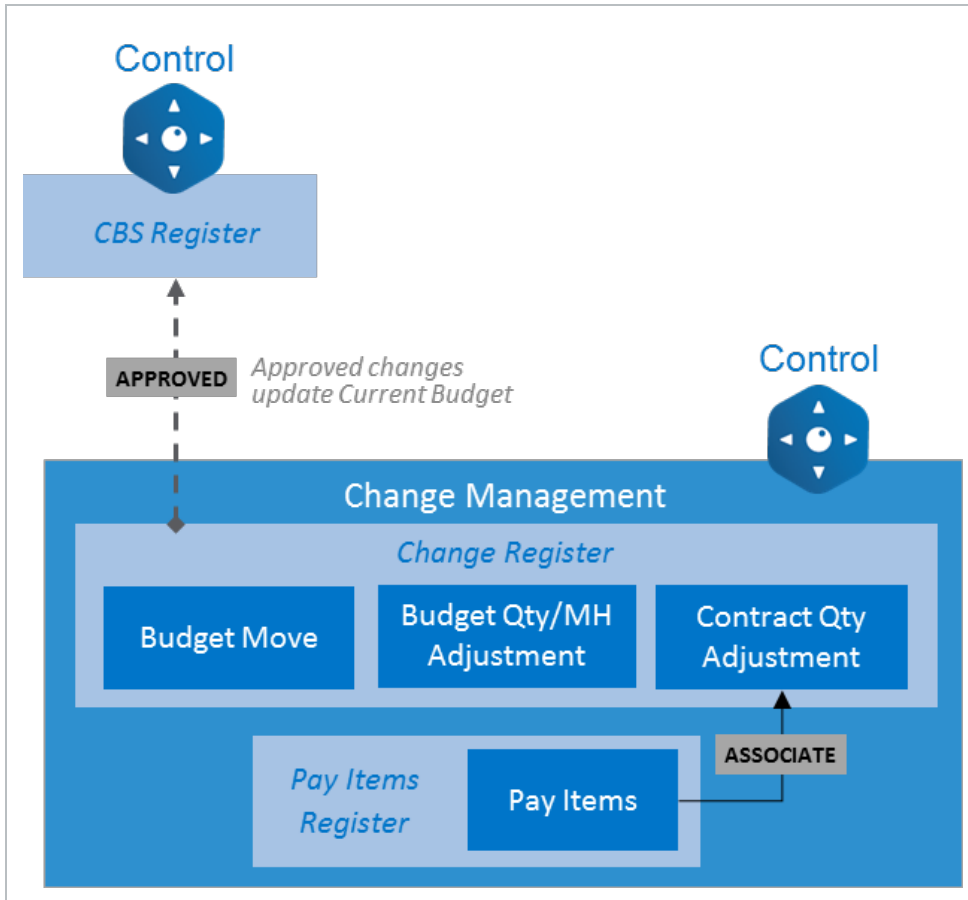 Control
CBS Register
APPROVED
Approved changes
update Current Budget
Control
Change Management
Change Register
Budget Move
Budget Qty/MH
Adjustment
Contract Qty
Adjustment
ASSOCIATE
Pay Items
Register
Pay Items